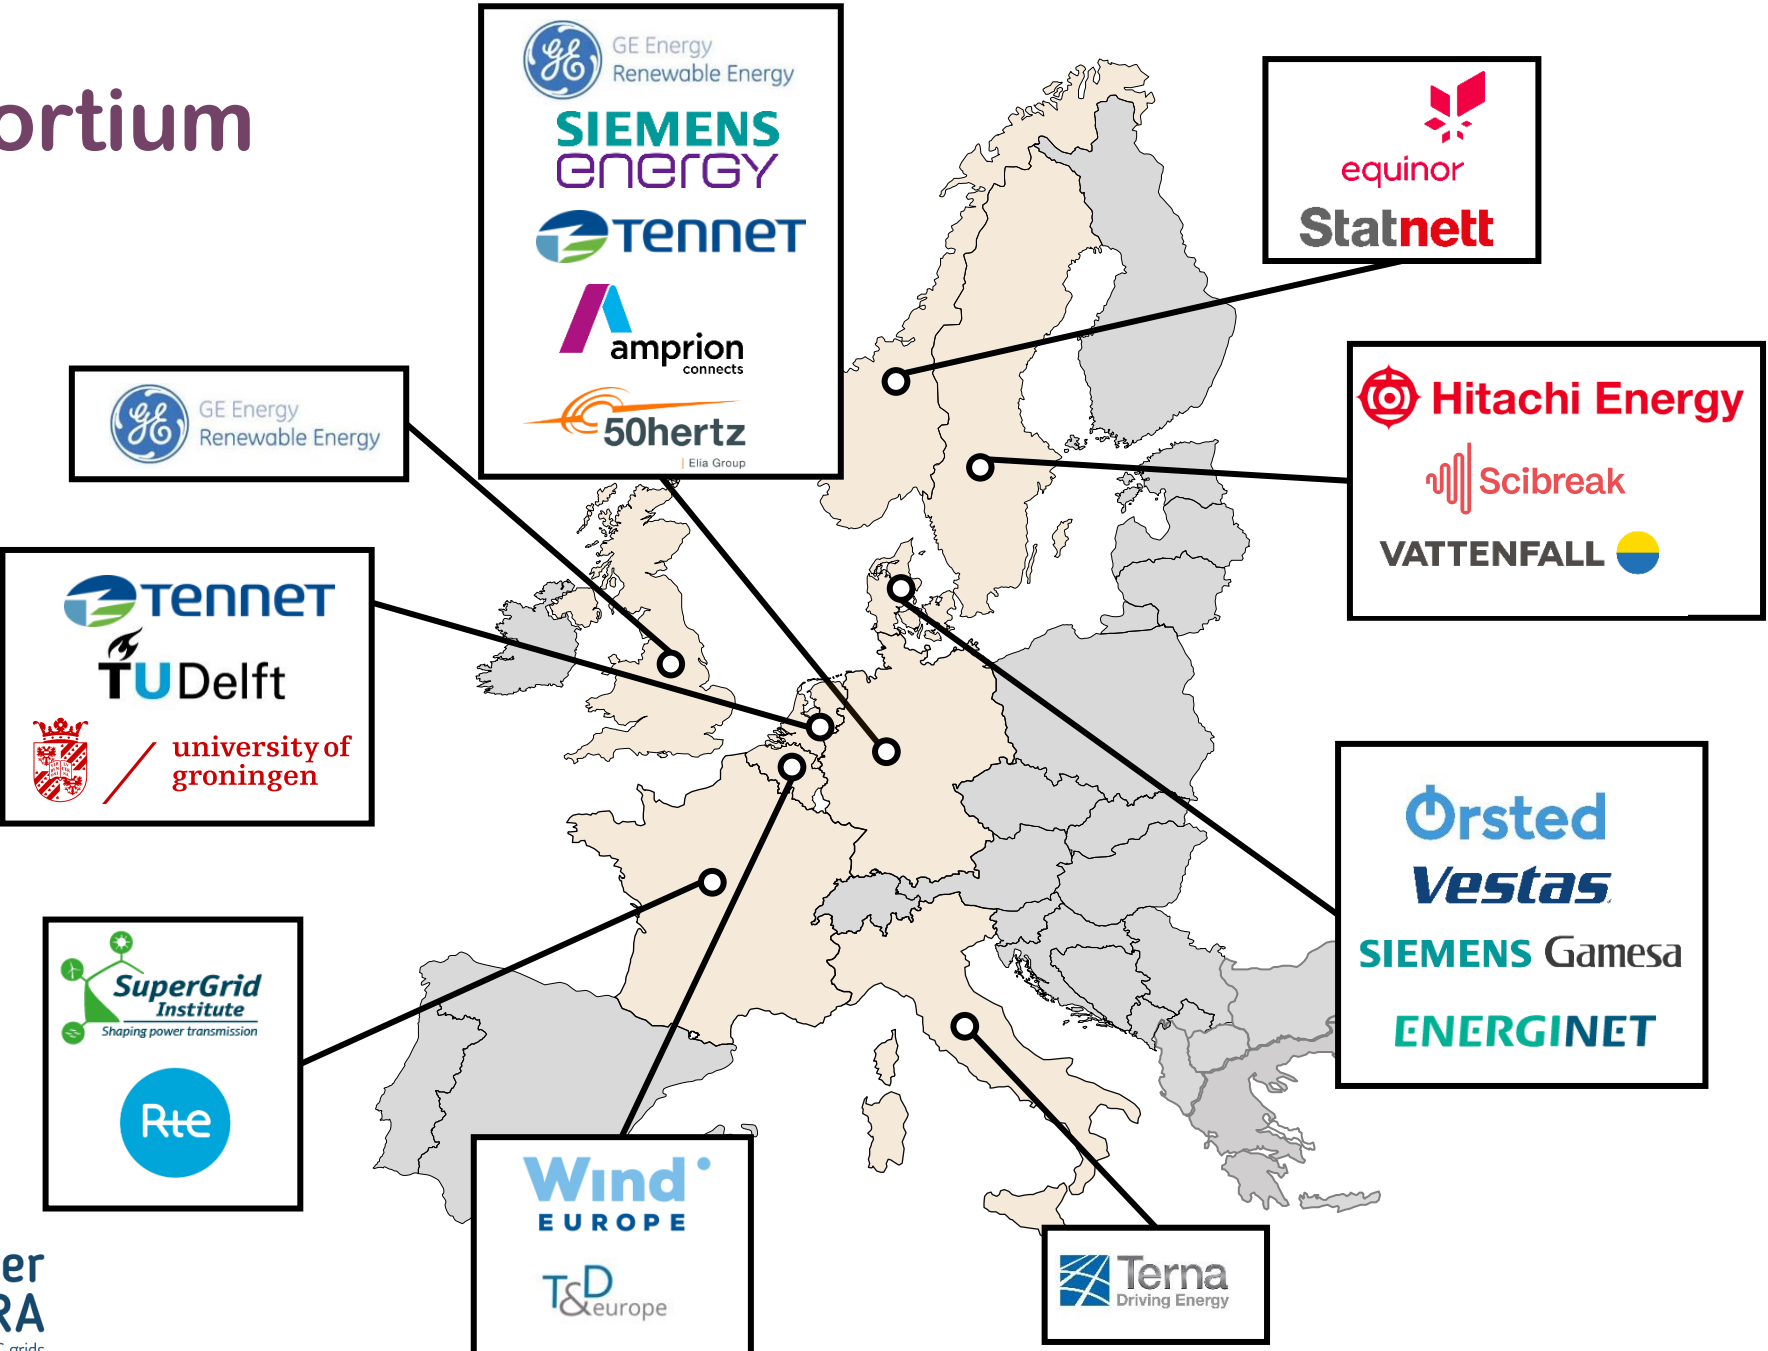 ortium
GE Energy
Renewable Energy
SIEMENS
energy
TenneT
amprion
connects
50hertz
Elia Group
equinor
Statnett
GE Energy
Renewable Energy
Hitachi Energy
Scibreak
VATTENFALL
TenneT
TUDelft
university of
groningen
Ørsted
Vestas
SIEMENS Gamesa
ENERGINET
SuperGrid
Institute
Shaping power transmission
Rte
Wind
EUROPE
T&D
europe
Terna
Driving Energy
er
RA
grids